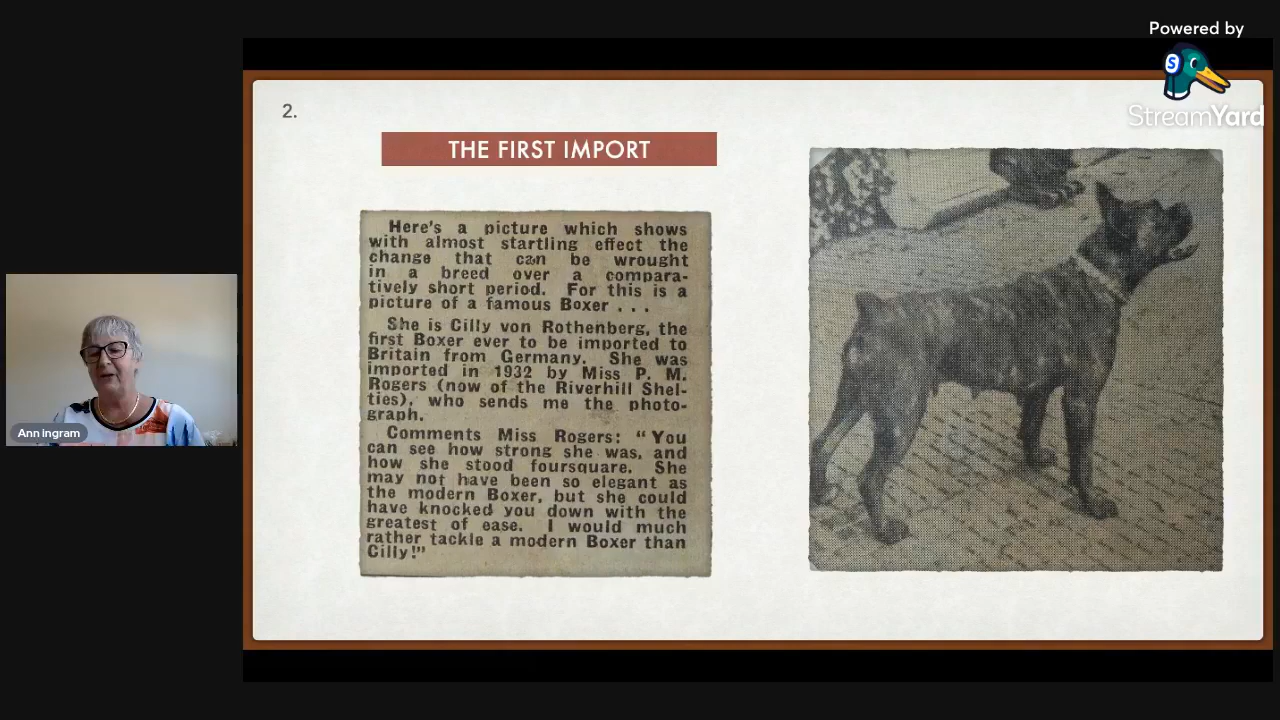 Powered by
StreamYard
2.
THE FIRST IMPORT
Here's a picture which shows
with almost startling effect the
change that can be wrought
in a breed over a compara-
tively short period. For this is a
picture of a famous Boxer . . .
She is Cilly von Rothenberg, the
first Boxer ever to be imported to
Britain from Germany. She was
imported in 1932 by Miss P. M.
Rogers (now of the Riverhill Shel-
ties), who sends me the photo-
graph.
Comments Miss Rogers: "You
can see how strong she was, and
how she stood foursquare. She
may not have been so elegant as
the modern Boxer, but she could
have knocked you down with the
greatest of ease. I would much
rather tackle a modern Boxer than
Cilly!"
Ann Ingram